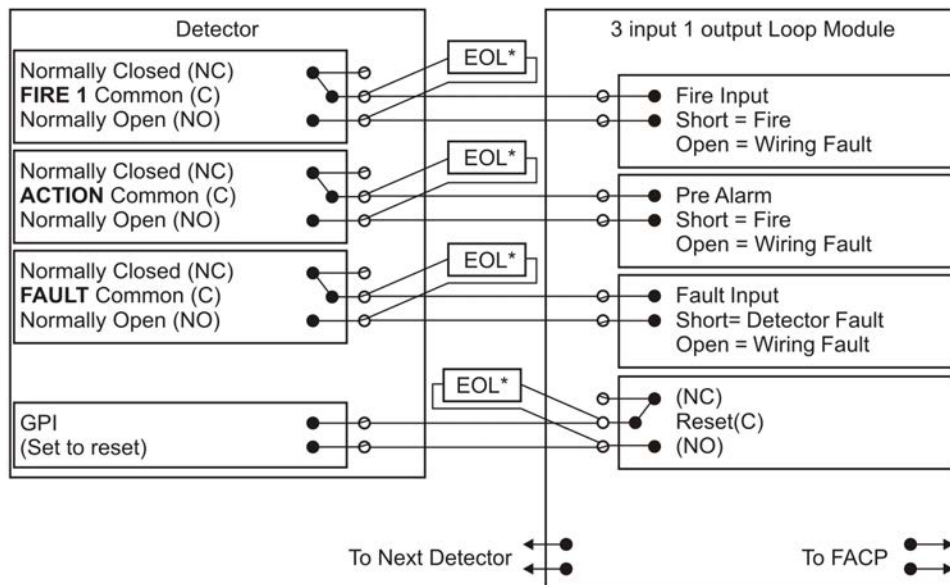 Detector
3 input 1 output Loop Module
Normally Closed (NC)
FIRE 1 Common (C)
Normally Open (NO)
EOL*
Fire Input
Short = Fire
Open = Wiring Fault
Normally Closed (NC)
ACTION Common (C)
Normally Open (NO)
EOL*
Pre Alarm
Short = Fire
Open = Wiring Fault
Normally Closed (NC)
FAULT Common (C)
Normally Open (NO)
EOL*
Fault Input
Short= Detector Fault
Open = Wiring Fault
GPI
(Set to reset)
EOL*
(NC)
Reset(C)
(NO)
To Next Detector
To FACP